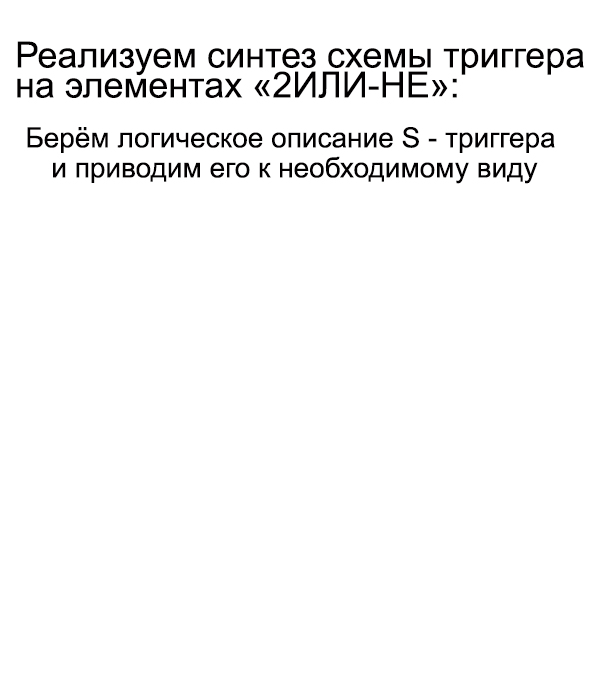 Реализуем синтез схемы триггера
на элементах «2ИЛИ-НЕ»:
Берём логическое описание S - триггера
и приводим его к необходимому виду